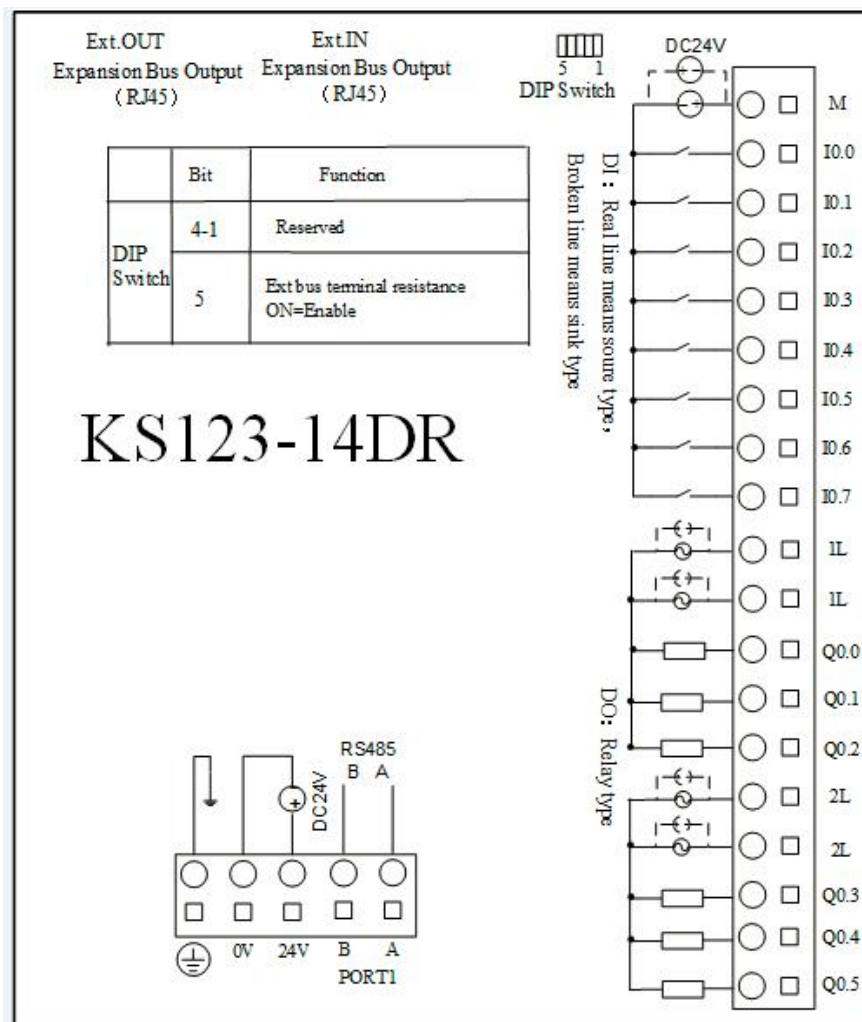 Ext.OUT
Expansion Bus Output
(RJ45)
Ext.IN
Expansion Bus Output
(RJ45)
5 1
DIP Switch
DC24V
Bit Function
DIP Switch
4-1 Reserved
5 Ext bus terminal resistance
ON=Enable
KS123-14DR
DI: Real line means soure type,
Broken line means sink type
DO: Relay type
M
I0.0
I0.1
I0.2
I0.3
I0.4
I0.5
I0.6
I0.7
1L
1L
Q0.0
Q0.1
Q0.2
2L
2L
Q0.3
Q0.4
Q0.5
RS485
B A
DC24V
0V 24V B A
PORT1